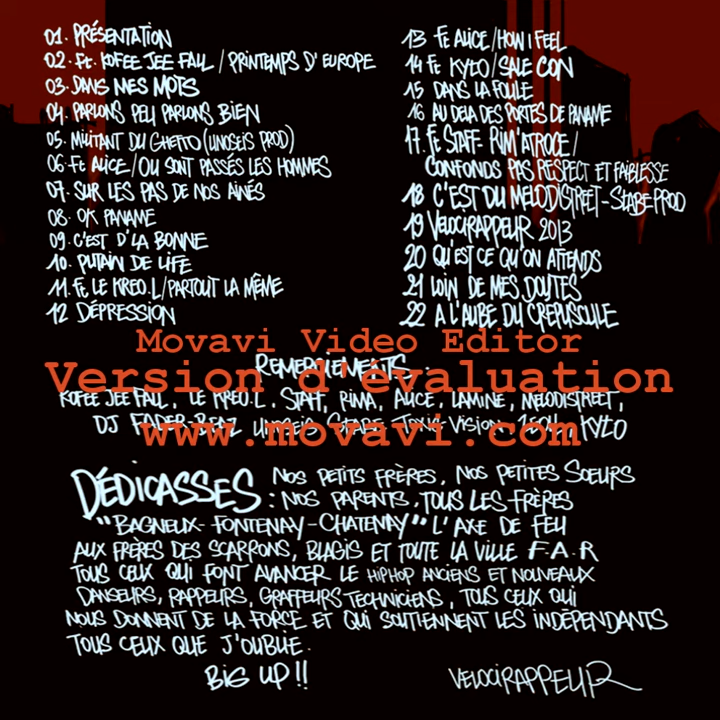 01. PRÉSENTATION
02. Ft. KOFEE JEE FALL / PRINTEMPS D'EUROPE
03. DANS MES MOTS
04. PARLONS PEU PARLONS BIEN
05. MILITANT DU GHETTO (UNOSEIS PROD)
06. Ft ALICE / OU SONT PASSÉS LES HOMMES
07. SUR LES PAS DE NOS AINÉS
08. OK PANAME
09. C'EST D'LA BONNE
10. PUTAIN DE LIFE
11. Ft LE KREO.L / PARTOUT LA MÊME
12 DÉPRESSION
13 Ft ALICE / HOW I FEEL
14 Ft KYTO / SALE CON
15 DANS LA FOULE
16 AU DELA DES PORTES DE PANAME
17. Ft STAFF- RIM'ATROCE /
CONFONDS PAS RESPECT ET FAIBLESSE
18 C'EST DU MELODISTREET - STABE PROD
19 VELOCIRAPPEUR 2013
20 QU'EST CE QU'ON ATTENDS
21 LOIN DE MES DOUTES
22 A L'AUBE DU CREPUSCULE
Movavi Video Editor
REMERCIEMENTS :
Version d'évaluation
KOFEE JEE FALL, LE KREO.L. STAFF, RIMA, ALICE, LAMINE, MELODISTREET,
DJ FADER-BEAZ UNOSEIS VISION KYTO
www.movavi.com
DÉDICASSES : NOS PETITS FRÈRES, NOS PETITES SOEURS
NOS PARENTS, TOUS LES FRÈRES
"BAGNEUX - FONTENAY - CHATENAY" L'AXE DE FEU
AUX FRÈRES DES SCARRONS, BLAGIS ET TOUTE LA VILLE F.A.R
TOUS CEUX QUI FONT AVANCER LE HIPHOP ANCIENS ET NOUVEAUX
DANSEURS, RAPPEURS, GRAFFEURS TECHNICIENS, TOUS CEUX QUI
NOUS DONNENT DE LA FORCE ET QUI SOUTIENNENT LES INDÉPENDANTS
TOUS CEUX QUE J'OUBLIE.
BIG UP !!
VELOCIRAPPEUR